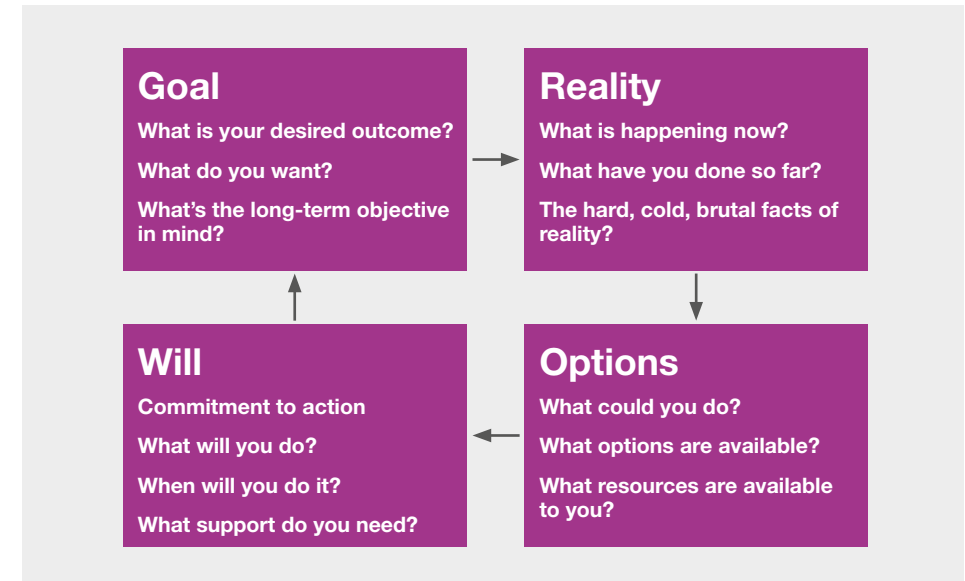 Goal
What is your desired outcome?
What do you want?
What’s the long-term objective
in mind?
Reality
What is happening now?
What have you done so far?
The hard, cold, brutal facts of
reality?
Options
What could you do?
What options are available?
What resources are available
to you?
Will
Commitment to action
What will you do?
When will you do it?
What support do you need?